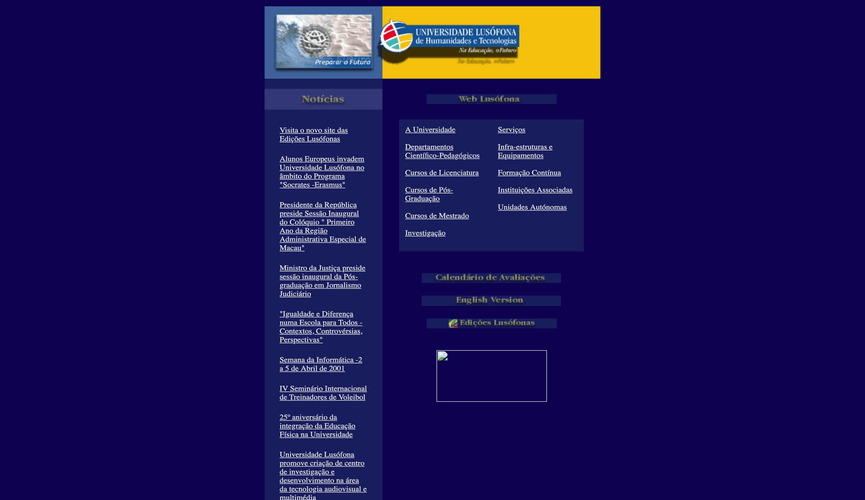 Preparar o Futuro
UNIVERSIDADE LUSÓFONA
de Humanidades e Tecnologias
Na Educação, o Futuro
Notícias
Visita o novo site das
Edições Lusófonas
Alunos Europeus invadem
Universidade Lusófona no
âmbito do Programa
"Socrates -Erasmus"
Presidente da República
preside Sessão Inaugural
do Colóquio " Primeiro
Ano da Região
Administrativa Especial de
Macau"
Ministro da Justiça preside
sessão inaugural da Pós-
graduação em Jornalismo
Judiciário
"Igualdade e Diferença
numa Escola para Todos -
Contextos, Controvérsias,
Perspectivas"
Semana da Informática -2
a 5 de Abril de 2001
IV Seminário Internacional
de Treinadores de Voleibol
25º aniversário da
integração da Educação
Física na Universidade
Universidade Lusófona
promove criação de centro
de investigação e
desenvolvimento na área
da tecnologia audiovisual e
multimédia
Web Lusófona
A Universidade
Departamentos
Científico-Pedagógicos
Cursos de Licenciatura
Cursos de Pós-
Graduação
Cursos de Mestrado
Investigação
Serviços
Infra-estruturas e
Equipamentos
Formação Contínua
Instituições Associadas
Unidades Autónomas
Calendário de Avaliações
English Version
Edições Lusófonas